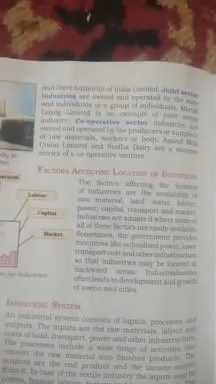 and Steel Authority of India Limited. Joint sector
industries are owned and operated by the state
and individuals or a group of individuals. Maruti
Udyog Limited is an example of joint sector
industry. Co-operative sector industries are
owned and operated by the producers or suppliers
of raw materials, workers or both. Anand Milk
Union Limited and Sudha Dairy are a success
stories of a co-operative venture.
FACTORS AFFECTING LOCATION OF INDUSTRIES
The factors affecting the location
of industries are the availability of
raw material, land, water, labour,
power, capital, transport and market.
Industries are situated where some or
all of these factors are easily available.
Sometimes, the government provides
incentives like subsidised power, lower
transport cost and other infrastructure
so that industries may be located in
backward areas. Industrialisation
often leads to development and growth
of towns and cities.
Labour
Capital
Market
for industries
INDUSTRIAL SYSTEM
An industrial system consists of inputs, processes and
outputs. The inputs are the raw materials, labour and
costs of land, transport, power and other infrastructure.
The processes include a wide range of activities that
convert the raw material into finished products. The
outputs are the end product and the income earned
from it. In case of the textile industry the inputs may be
cotton, human labour,